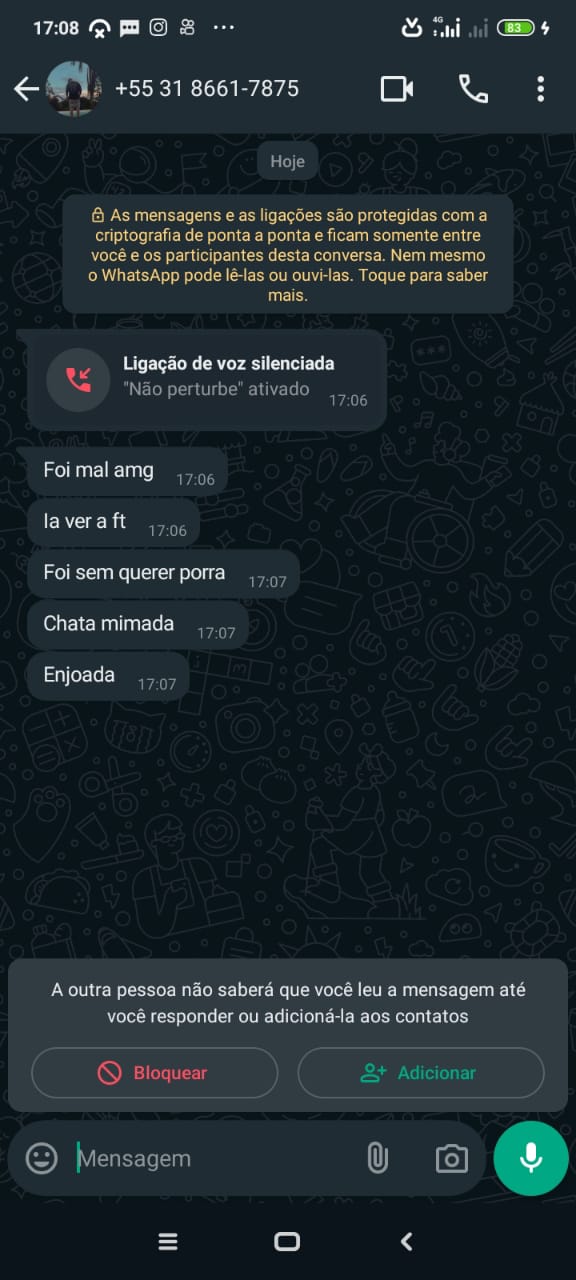 17:08
4G
83
+55 31 8661-7875
Hoje
As mensagens e as ligações são protegidas com a
criptografia de ponta a ponta e ficam somente entre
você e os participantes desta conversa. Nem mesmo
o WhatsApp pode lê-las ou ouvi-las. Toque para saber
mais.
Ligação de voz silenciada
"Não perturbe" ativado 17:06
Foi mal amg 17:06
Ia ver a ft 17:06
Foi sem querer porra 17:07
Chata mimada 17:07
Enjoada 17:07
A outra pessoa não saberá que você leu a mensagem até
você responder ou adicioná-la aos contatos
Bloquear Adicionar
Mensagem